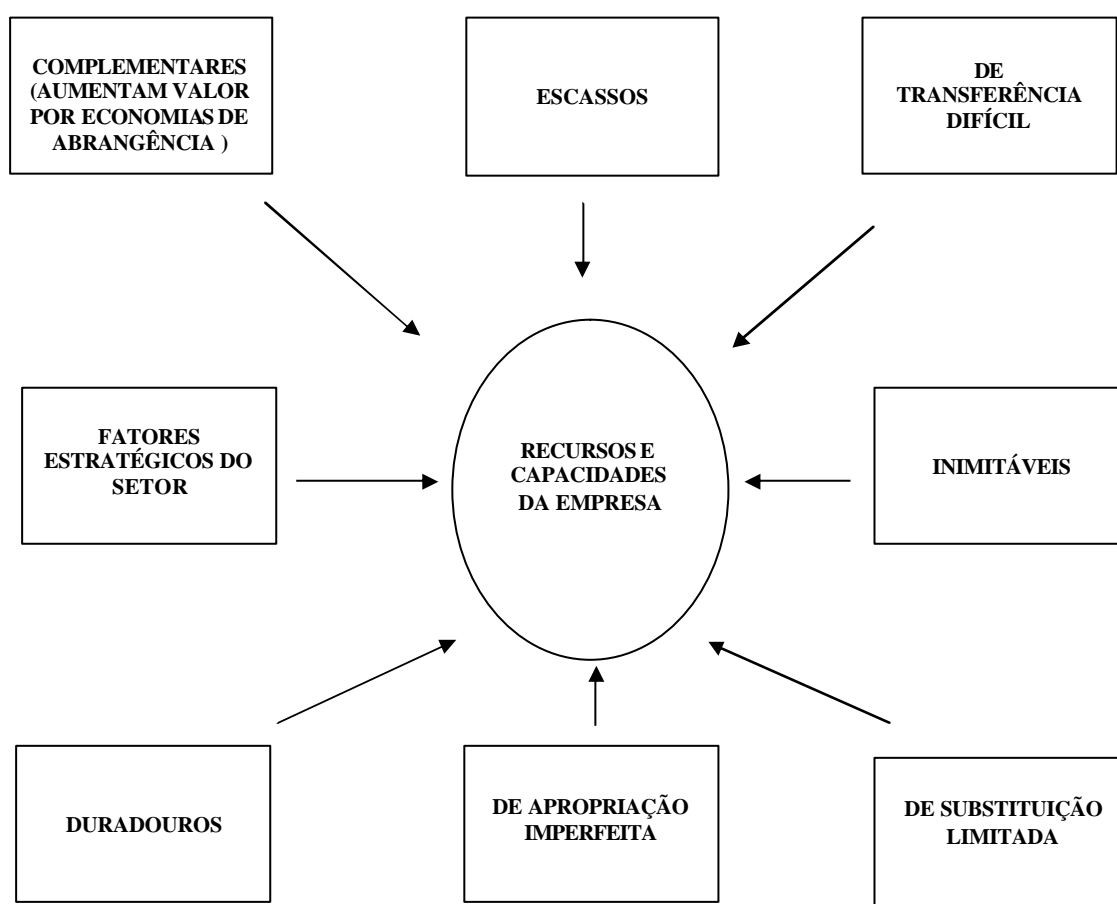 COMPLEMENTARES
(AUMENTAM VALOR
POR ECONOMIAS DE
ABRANGÊNCIA )
ESCASSOS
DE
TRANSFERÊNCIA
DIFÍCIL
FATORES
ESTRATÉGICOS DO
SETOR
RECURSOS E
CAPACIDADES
DA EMPRESA
INIMITÁVEIS
DURADOUROS
DE APROPRIAÇÃO
IMPERFEITA
DE SUBSTITUIÇÃO
LIMITADA